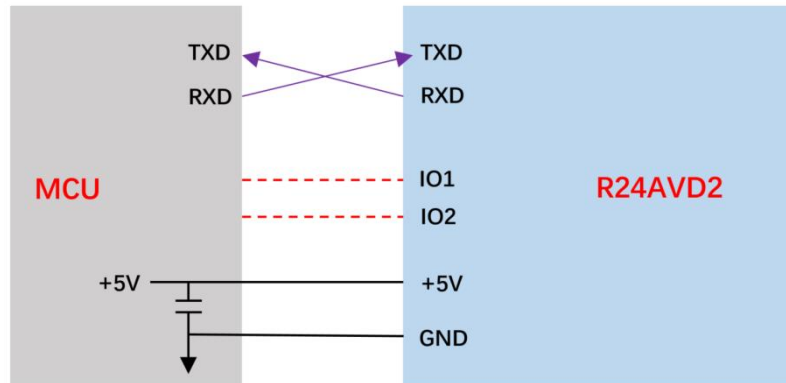 TXD
RXD
MCU
+5V
TXD
RXD
IO1
IO2
R24AVD2
+5V
GND